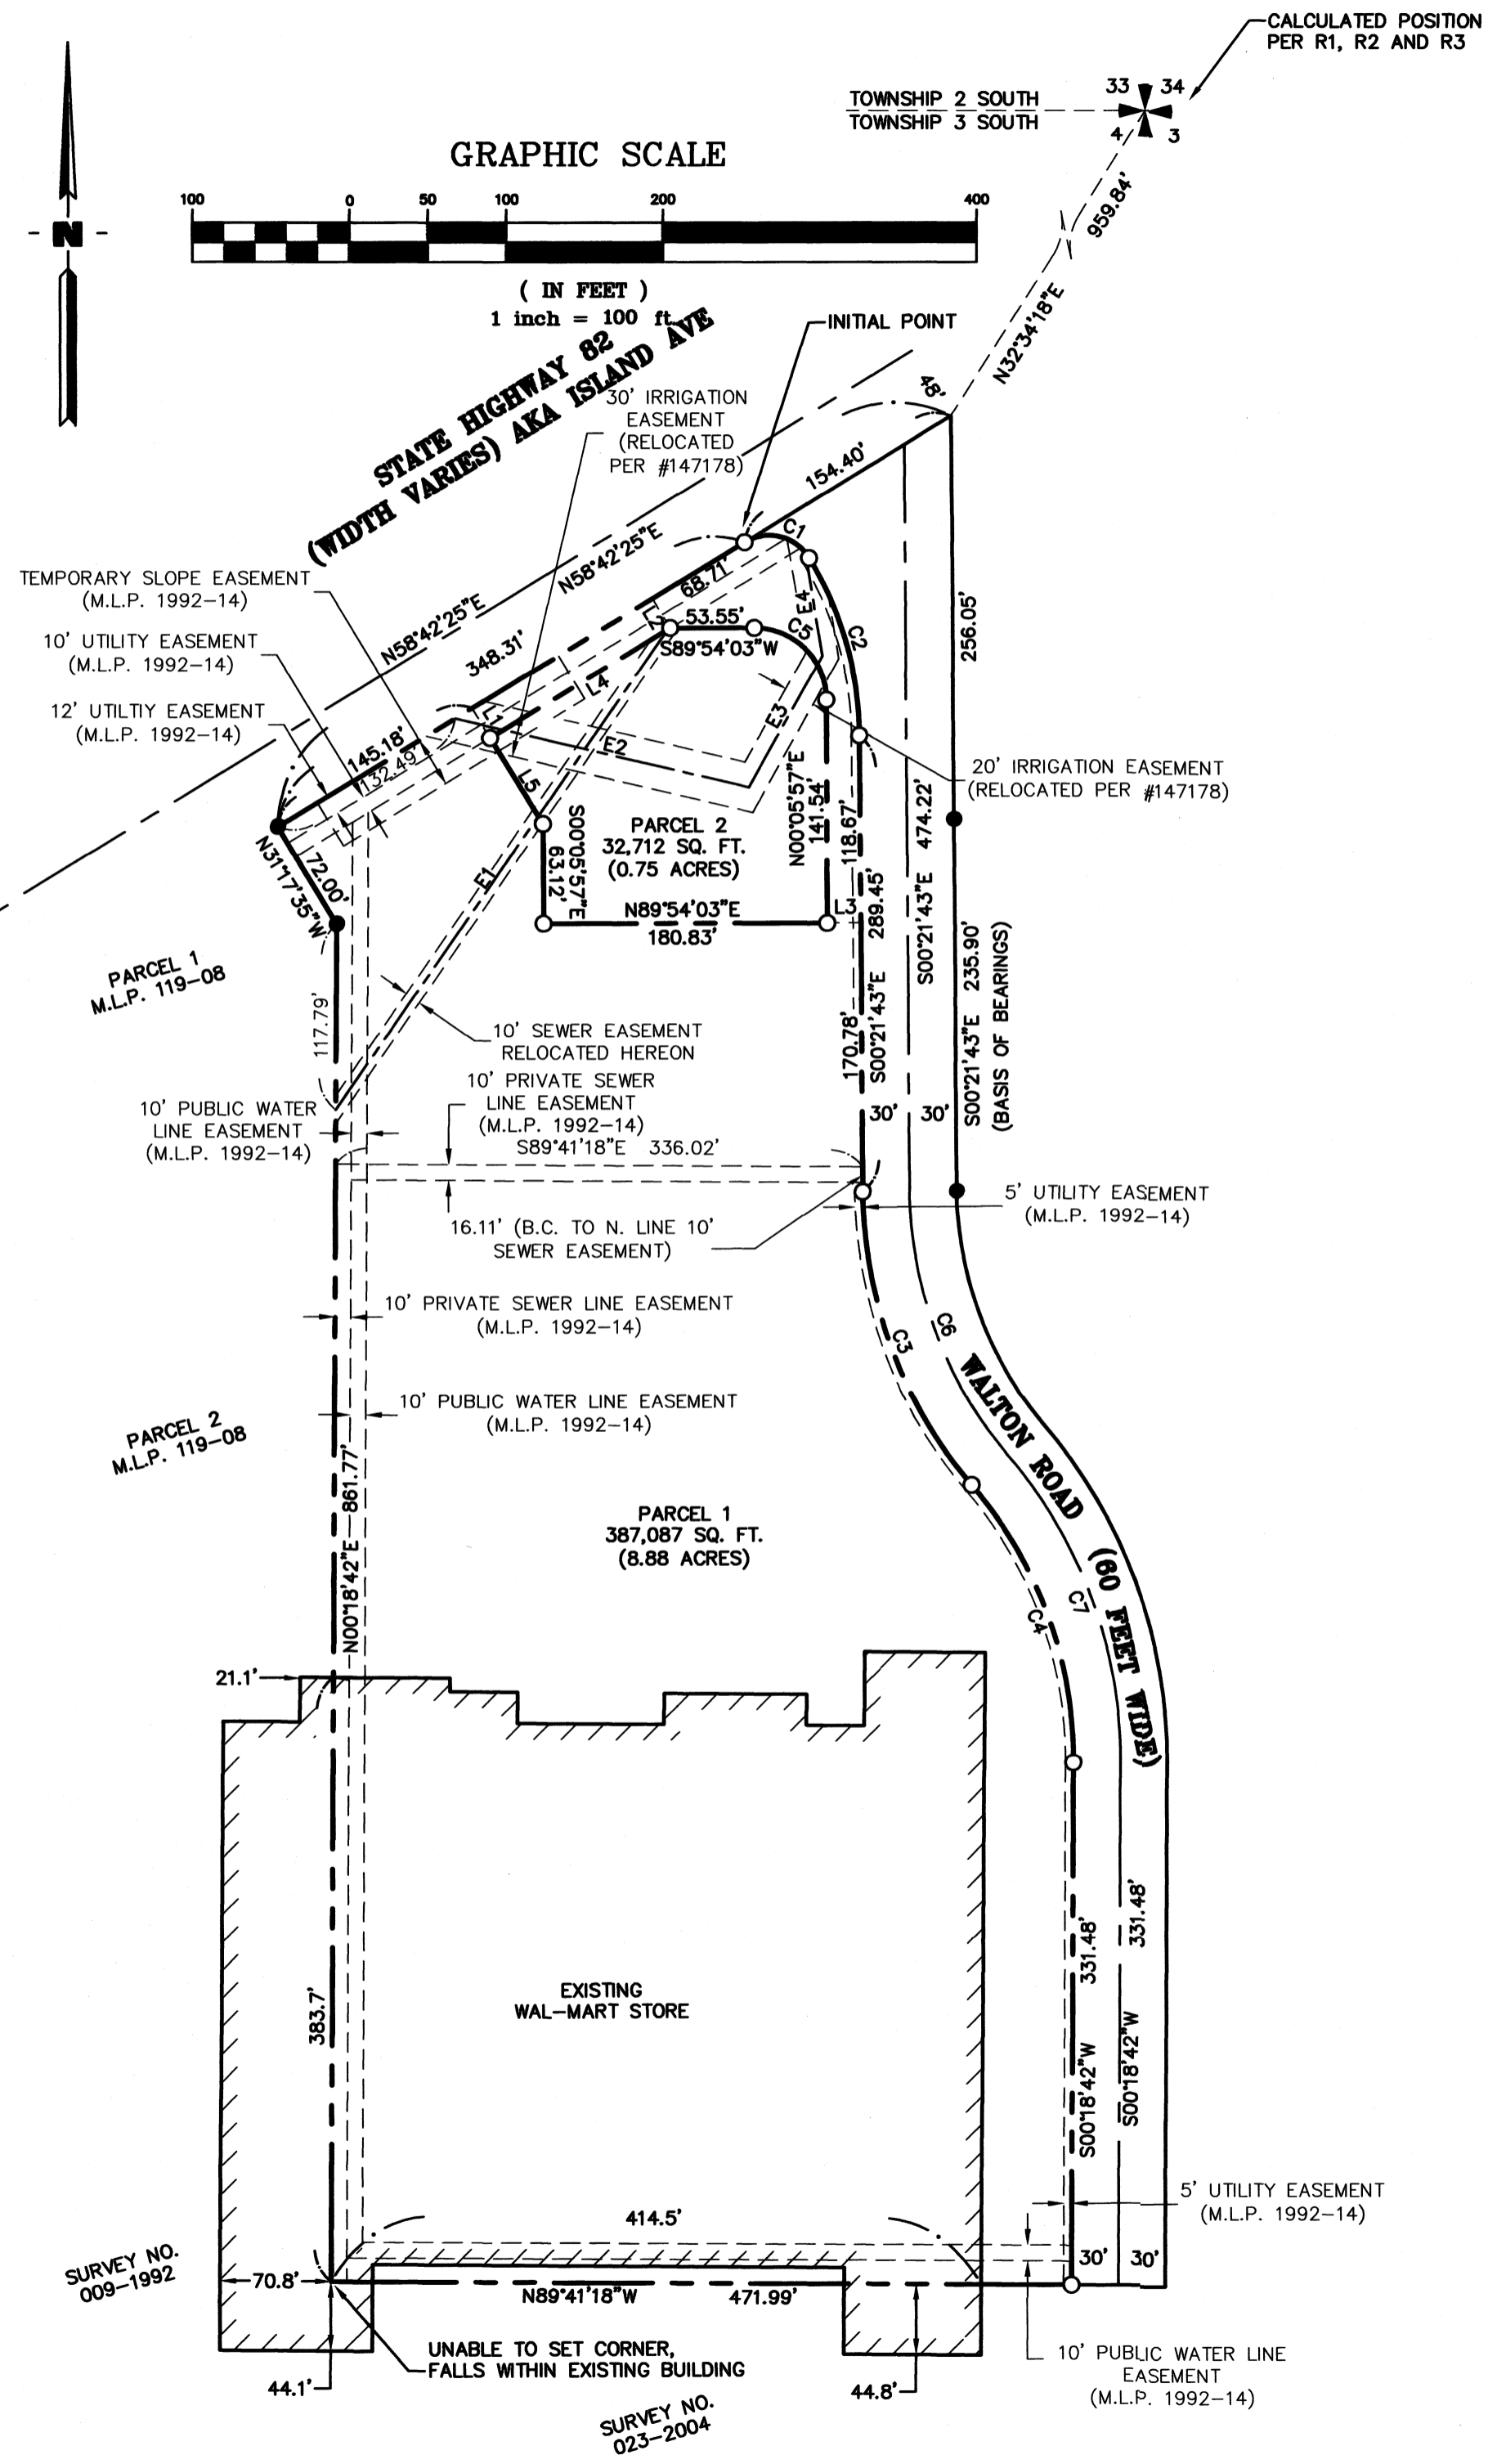 CALCULATED POSITION
PER R1, R2 AND R3
33 34
TOWNSHIP 2 SOUTH
TOWNSHIP 3 SOUTH
4 3
GRAPHIC SCALE
100 0 50 100 200 400
N
( IN FEET )
1 inch = 100 ft.
959.84'
N32°34'18"E
INITIAL POINT
STATE HIGHWAY 82
(WIDTH VARIES) AKA ISLAND AVE
30' IRRIGATION
EASEMENT
(RELOCATED
PER #147178)
48'
154.40'
N58°42'25"E
N58°42'25"E
C1
68.71'
TEMPORARY SLOPE EASEMENT
(M.L.P. 1992-14)
10' UTILITY EASEMENT
(M.L.P. 1992-14)
12' UTILTIY EASEMENT
(M.L.P. 1992-14)
348.31'
L2
53.55'
S89°54'03"W
C5
E4
C2
256.05'
L4
L1
145.18'
132.49'
E2
E3
L5
N31°17'35"W
72.00'
S00°05'57"E
63.12'
PARCEL 2
32,712 SQ. FT.
(0.75 ACRES)
N00°05'57"E
141.54'
118.67'
20' IRRIGATION EASEMENT
(RELOCATED PER #147178)
E1
N89°54'03"E
180.83'
L3
289.45'
S00°21'43"E
S00°21'43"E 474.22'
S00°21'43"E 235.90'
(BASIS OF BEARINGS)
PARCEL 1
M.L.P. 119-08
117.79'
10' SEWER EASEMENT
RELOCATED HEREON
170.78'
10' PUBLIC WATER
LINE EASEMENT
(M.L.P. 1992-14)
10' PRIVATE SEWER
LINE EASEMENT
(M.L.P. 1992-14)
S89°41'18"E 336.02'
30' 30'
16.11' (B.C. TO N. LINE 10'
SEWER EASEMENT)
5' UTILITY EASEMENT
(M.L.P. 1992-14)
10' PRIVATE SEWER LINE EASEMENT
(M.L.P. 1992-14)
C3
C6
WALTON ROAD (60 FEET WIDE)
10' PUBLIC WATER LINE EASEMENT
(M.L.P. 1992-14)
PARCEL 2
M.L.P. 119-08
N00°18'42"E 861.77'
PARCEL 1
387,087 SQ. FT.
(8.88 ACRES)
C4
C7
21.1'
383.7'
EXISTING
WAL-MART STORE
331.48'
S00°18'42"W
331.48'
S00°18'42"W
5' UTILITY EASEMENT
(M.L.P. 1992-14)
414.5'
SURVEY NO.
009-1992
70.8'
30' 30'
N89°41'18"W 471.99'
UNABLE TO SET CORNER,
FALLS WITHIN EXISTING BUILDING
44.1'
44.8'
10' PUBLIC WATER LINE
EASEMENT
(M.L.P. 1992-14)
SURVEY NO.
023-2004